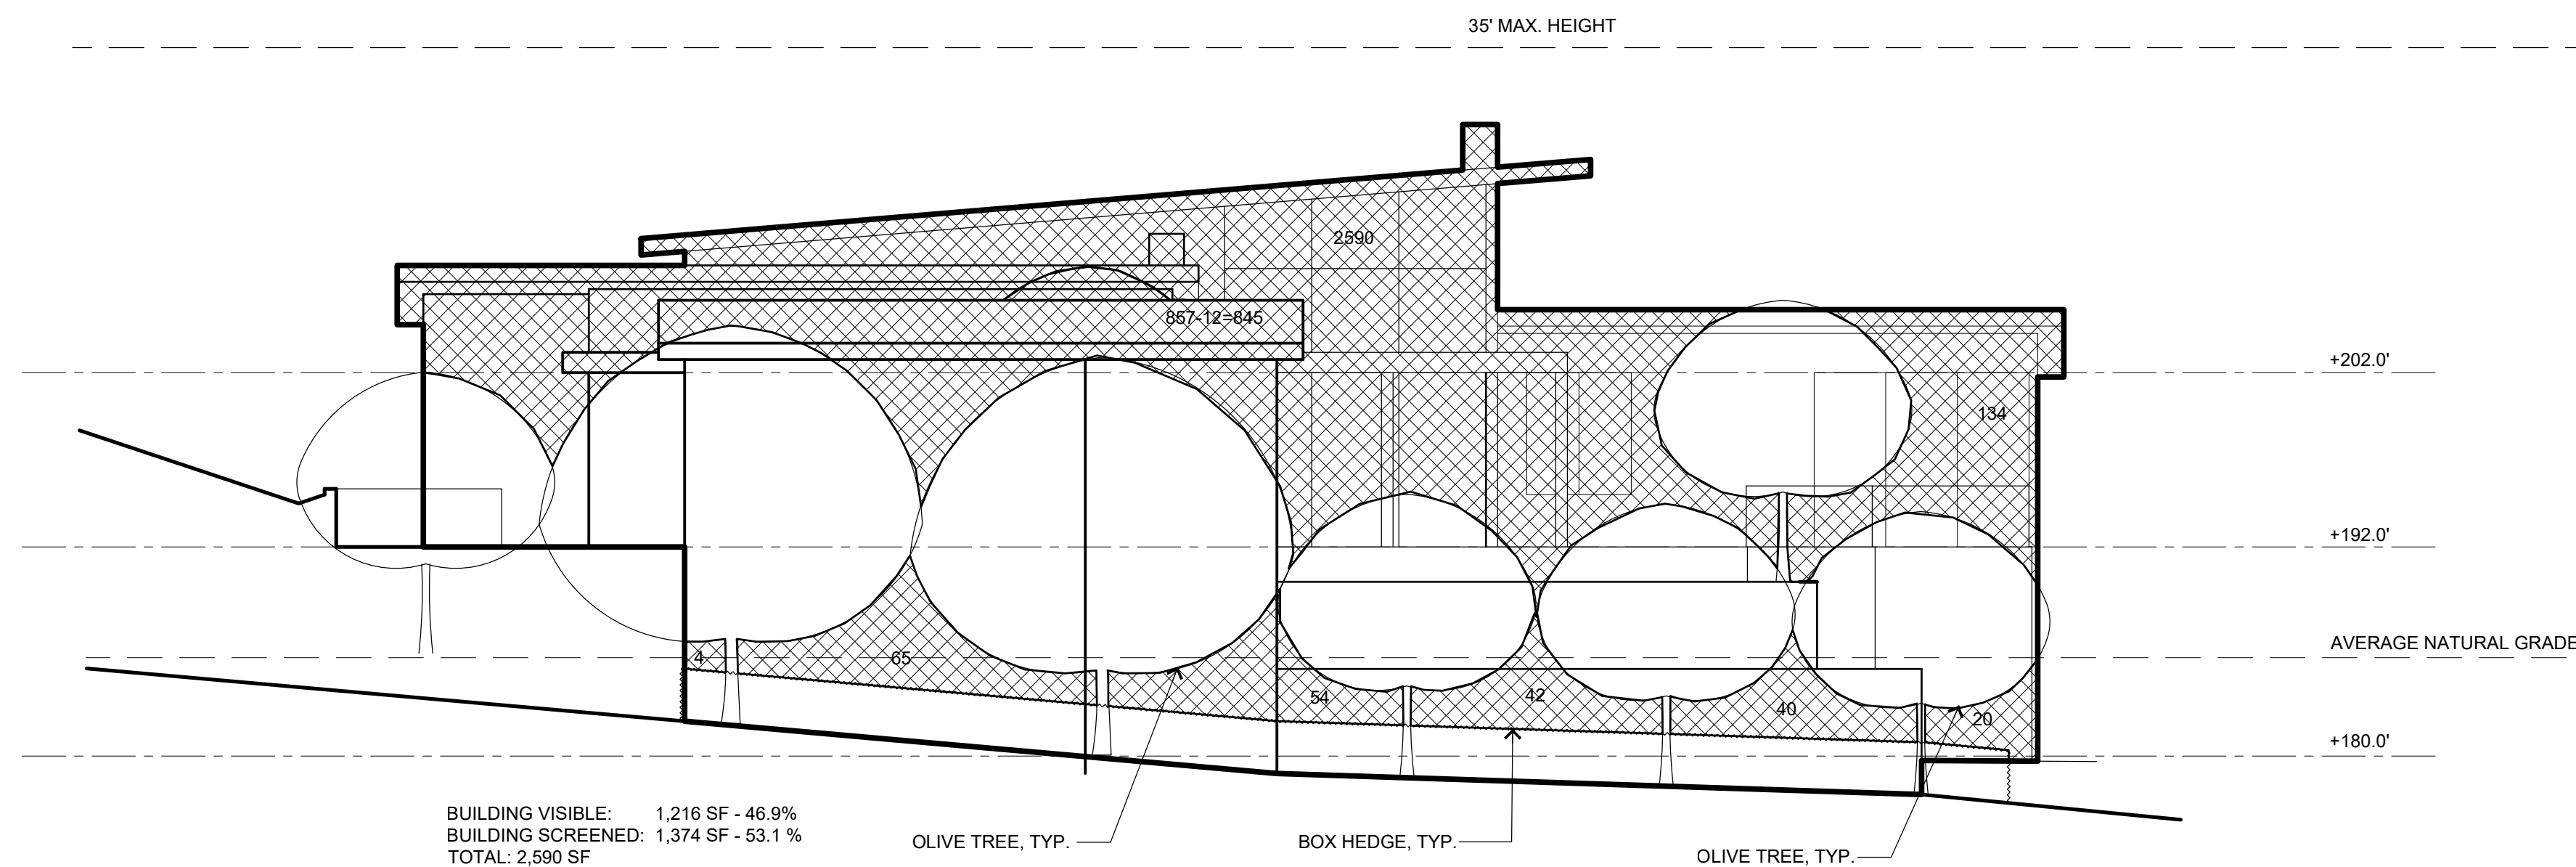 35' MAX. HEIGHT
2590
857-12=845
+202.0'
134
+192.0'
AVERAGE NATURAL GRADE
4
65
54
42
40
20
+180.0'
BUILDING VISIBLE: 1,216 SF - 46.9%
BUILDING SCREENED: 1,374 SF - 53.1 %
TOTAL: 2,590 SF
OLIVE TREE, TYP.
BOX HEDGE, TYP.
OLIVE TREE, TYP.